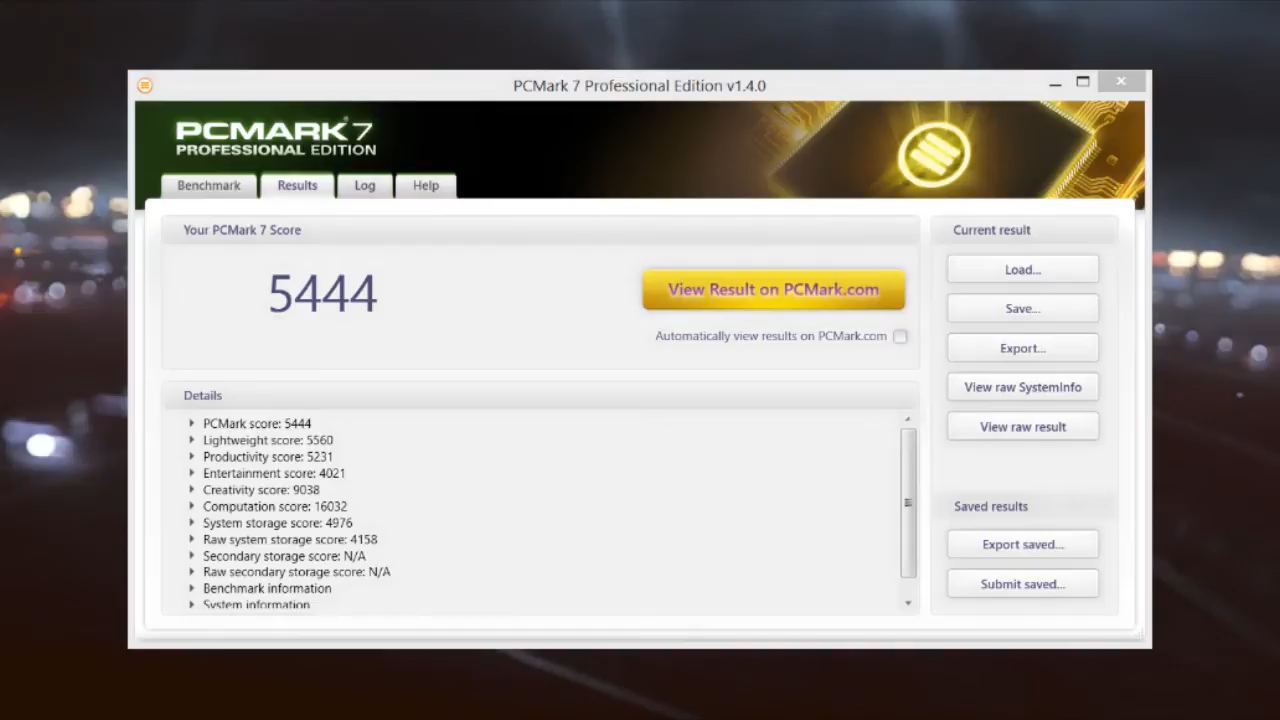 PCMark 7 Professional Edition v1.4.0
PCMARK 7
PROFESSIONAL EDITION
Benchmark
Results
Log
Help
Your PCMark 7 Score
5444
View Result on PCMark.com
Automatically view results on PCMark.com
Details
PCMark score: 5444
Lightweight score: 5560
Productivity score: 5231
Entertainment score: 4021
Creativity score: 9038
Computation score: 16032
System storage score: 4976
Raw system storage score: 4158
Secondary storage score: N/A
Raw secondary storage score: N/A
Benchmark information
System information
Current result
Load...
Save...
Export...
View raw SystemInfo
View raw result
Saved results
Export saved...
Submit saved...